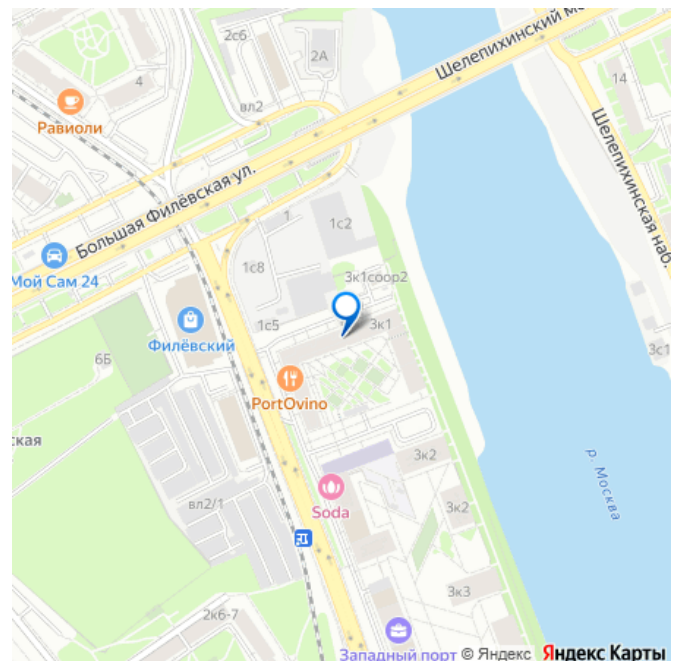 2с6
2А
Шелепихинский мо
14
4
вл2
Равиоли
Шелепихинская наб.
Большая Филёвская ул.
1
1с2
Мой Сам 24
1с8
3к1соор2
1с5
3к1
Филёвский
3с1
6Б
PortOvino
ская
3к2
р. Москва
Soda
вл2/1
3к2
3к3
2к6-7
Западный порт
© Яндекс Яндекс Карты